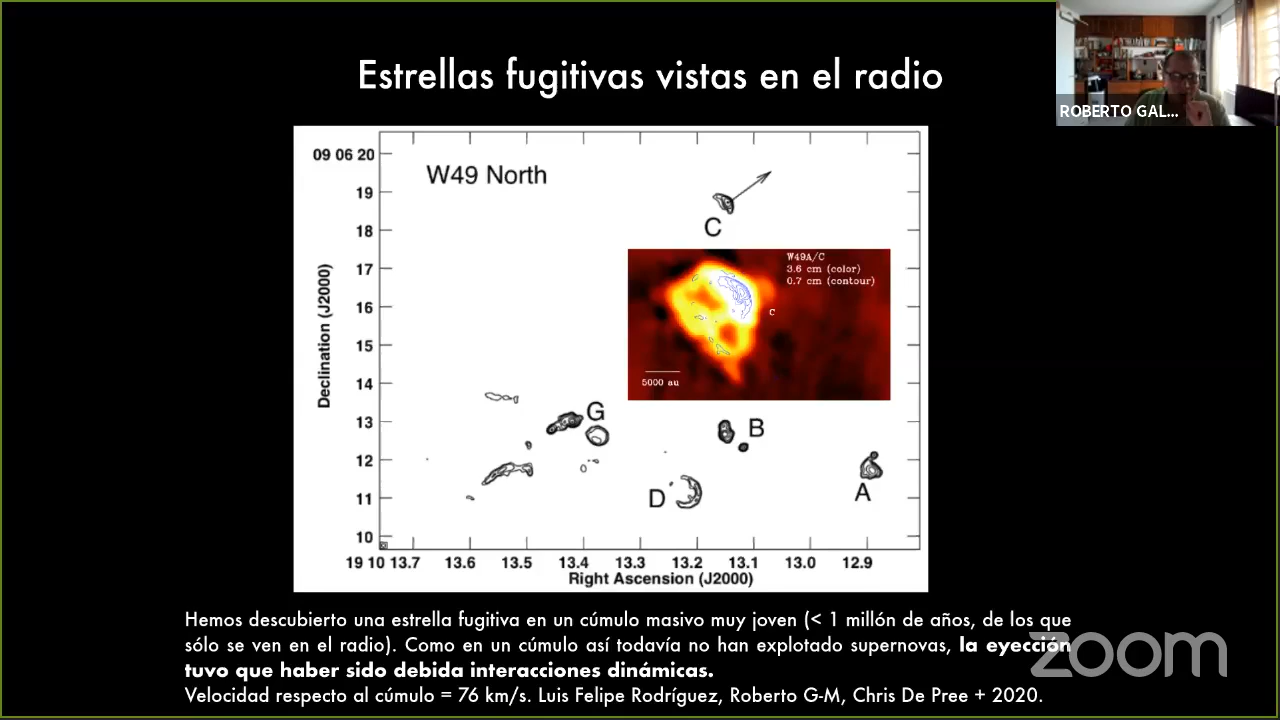 Estrellas fugitivas vistas en el radio
ROBERTO GAL...
W49 North
C
W49A/C
3.6 cm (color)
0.7 cm (contour)
C
5000 au
G
B
D
A
Declination (J2000)
09 06 20
19
18
17
16
15
14
13
12
11
10
19 10 13.7 13.6 13.5 13.4 13.3 13.2 13.1 13.0 12.9
Right Ascension (J2000)
Hemos descubierto una estrella fugitiva en un cúmulo masivo muy joven (< 1 millón de años, de los que
sólo se ven en el radio). Como en un cúmulo así todavía no han explotado supernovas, la eyección
tuvo que haber sido debida interacciones dinámicas.
Velocidad respecto al cúmulo = 76 km/s. Luis Felipe Rodríguez, Roberto G-M, Chris De Pree + 2020.
zoom